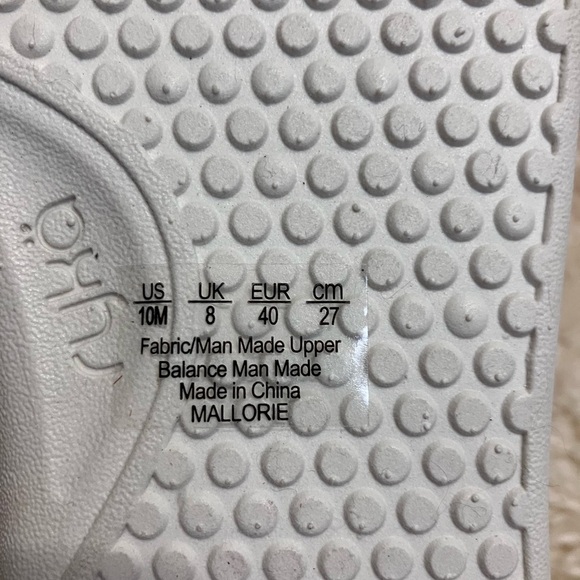 ryka
US UK EUR cm
10M 8 40 27
Fabric/Man Made Upper
Balance Man Made
Made in China
MALLORIE